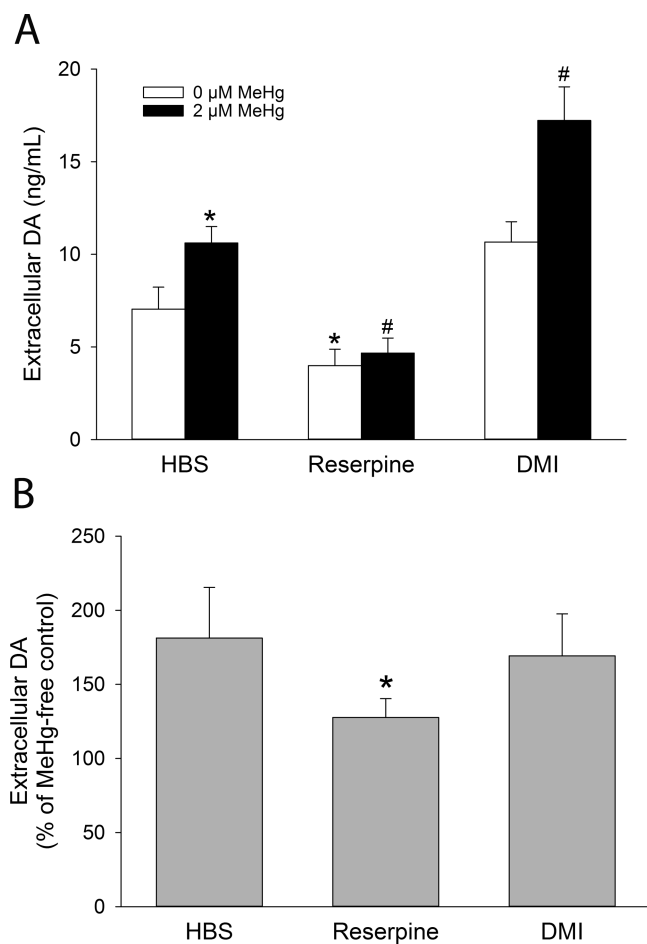 A
Extracellular DA (ng/mL)
20
15
10
5
0
0 µM MeHg
2 µM MeHg
*
*
#
#
HBS Reserpine DMI
B
Extracellular DA
(% of MeHg-free control)
250
200
150
100
50
0
*
HBS Reserpine DMI